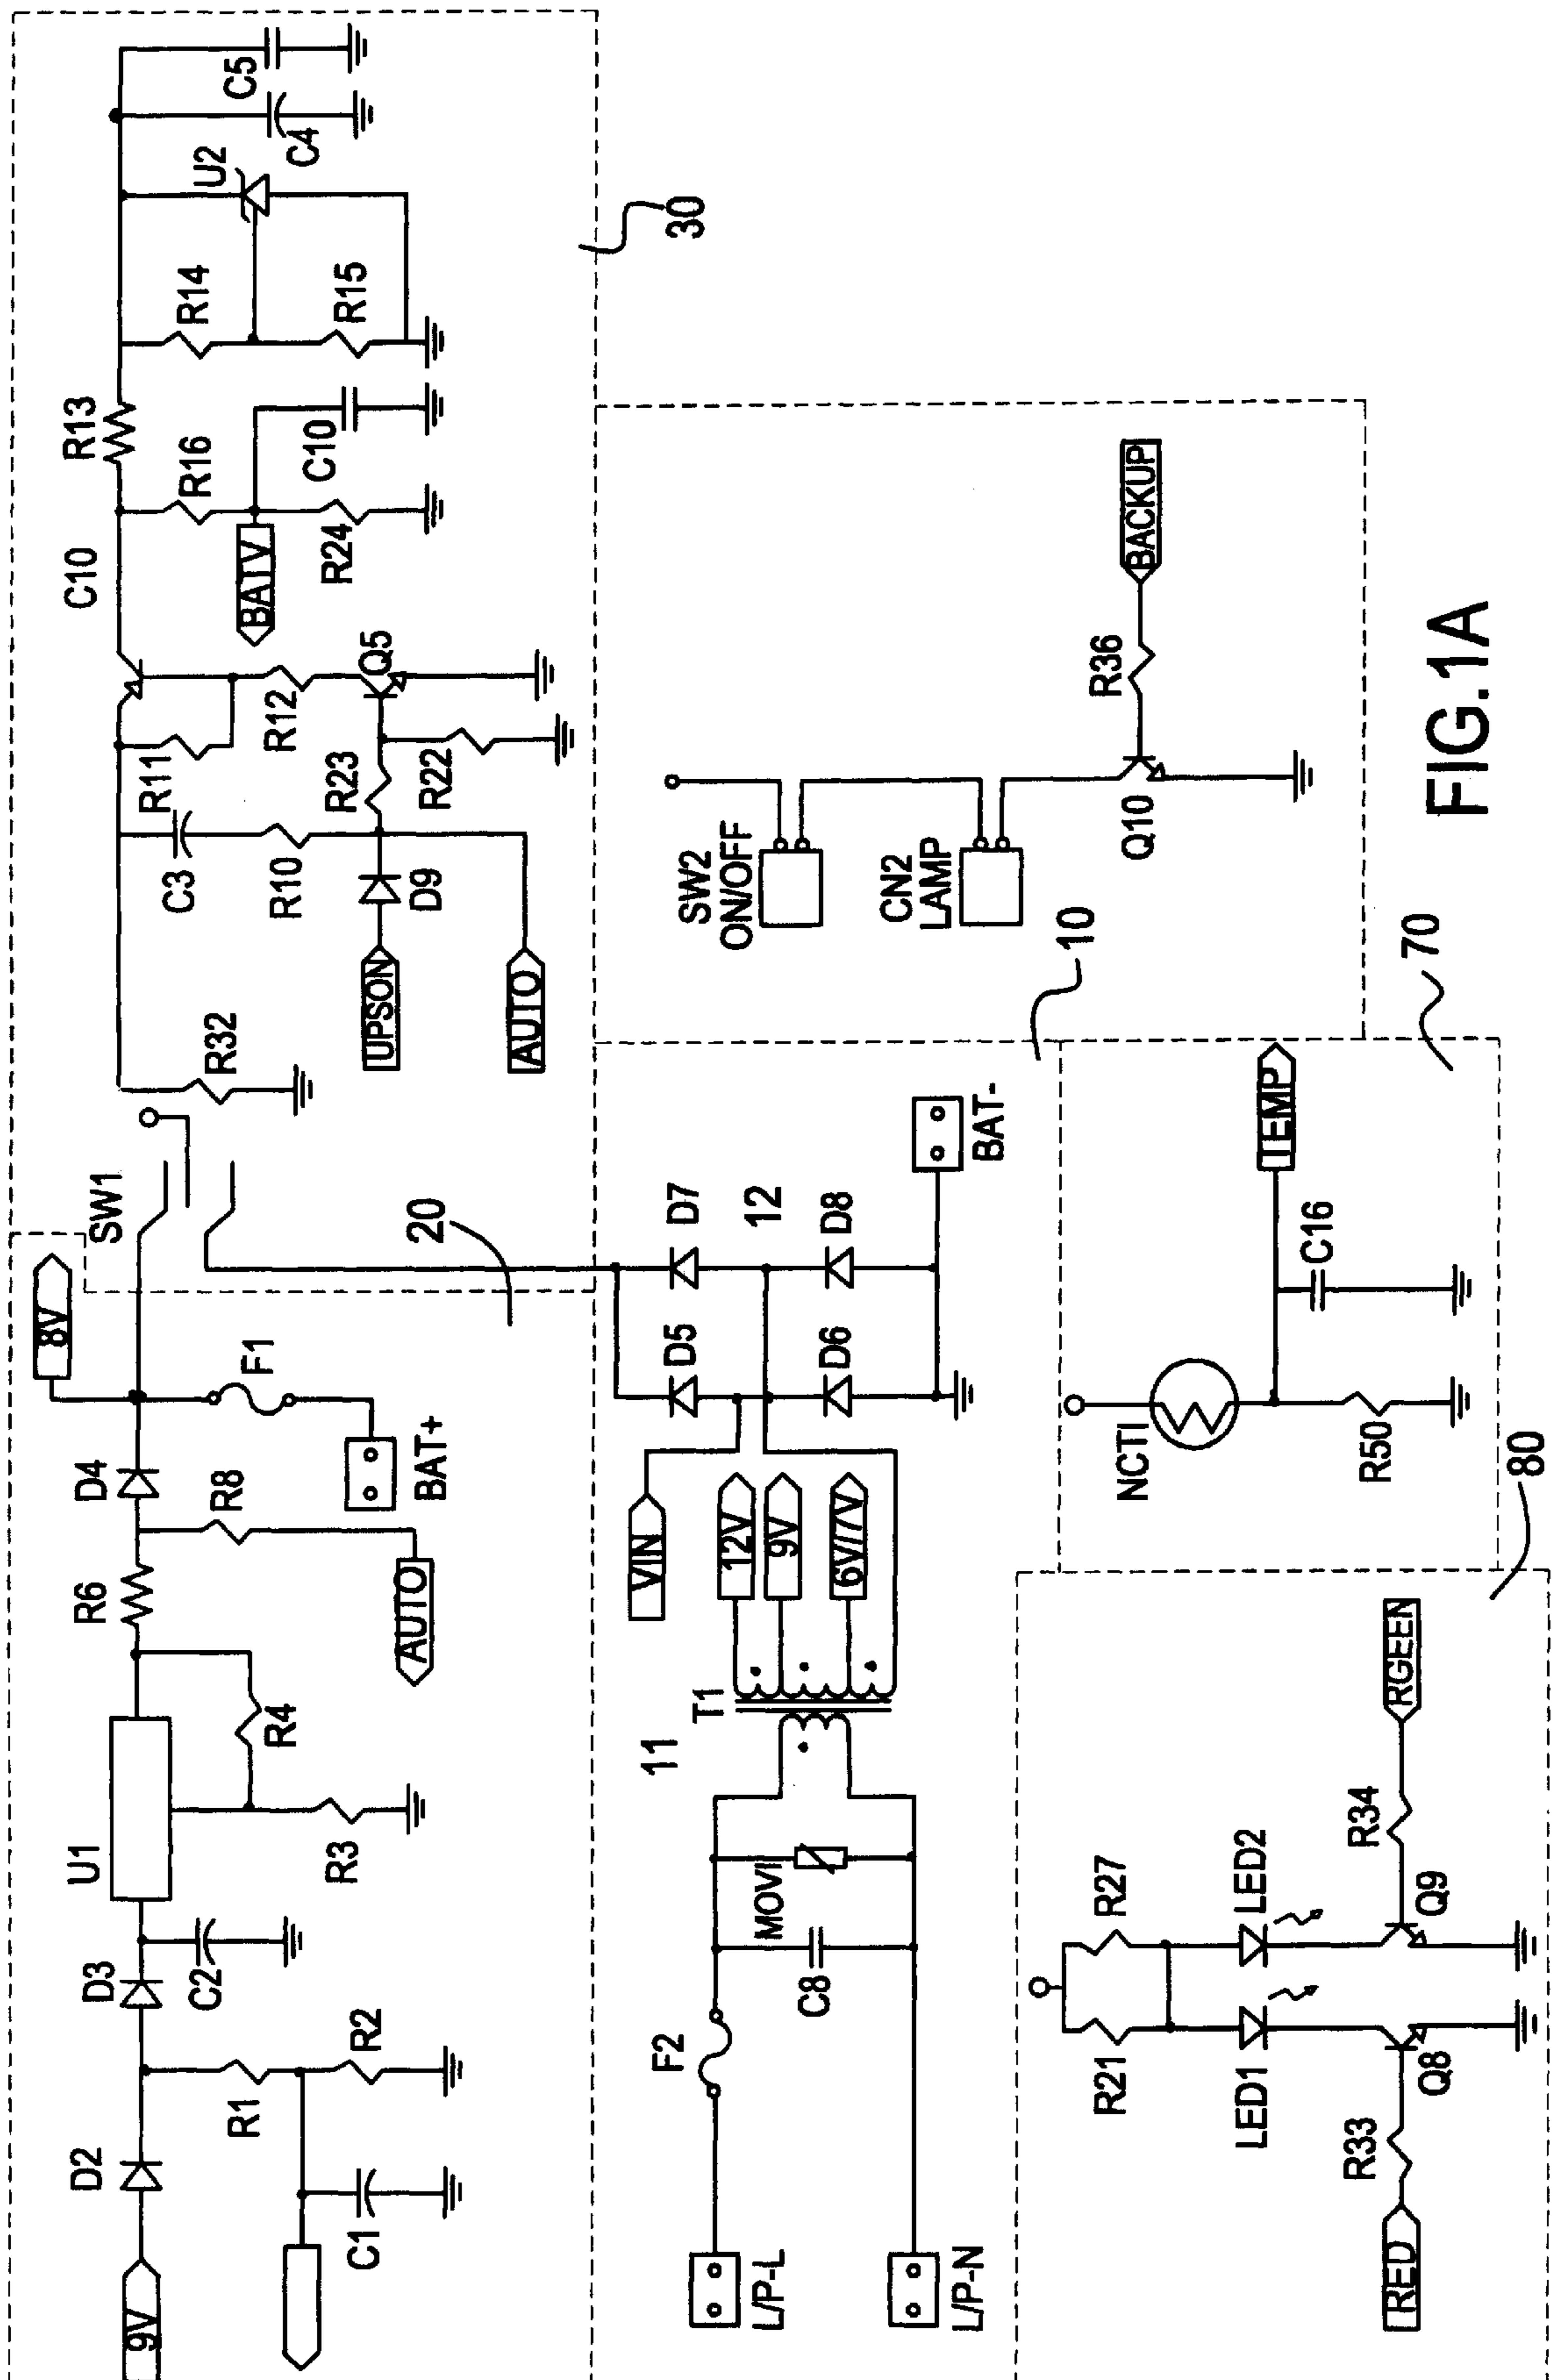 8V
9V
D2
R1
C1
R2
D3
C2
U1
R3
R4
R6
AUTO
R8
D4
F1
BAT+
20
SW1
R32
UPSON
AUTO
D9
C3
R10
R11
R23
R22
R12
Q5
C10
BATV
R16
R24
R13
C10
R14
R15
U2
C4
C5
30
L/P-L
L/P-N
F2
C8
MOVI
11
T1
12V
9V
6V/7V
VIN
D5
D6
D7
D8
12
BAT-
10
SW2
ON/OFF
CN2
LAMP
Q10
R36
BACKUP
RED
R33
Q8
LED1
R21
R27
LED2
Q9
R34
RGEEN
80
NCTI
R50
C16
TEMP
70
FIG.1A